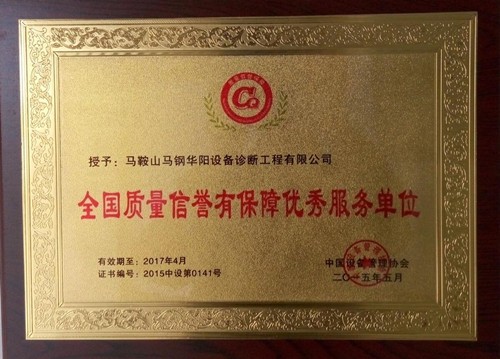 授予：马鞍山马钢华阳设备诊断工程有限公司
全国质量信誉有保障优秀服务单位
有效期至：2017年4月
证书编号：2015中设第0141号
中国设备管理协会
二〇一五年五月